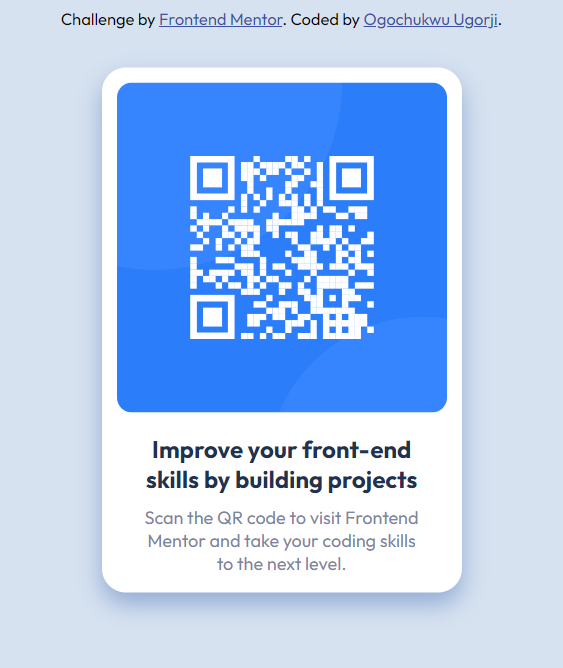 Challenge by Frontend Mentor. Coded by Ogochukwu Ugorji.
Improve your front-end
skills by building projects
Scan the QR code to visit Frontend
Mentor and take your coding skills
to the next level.